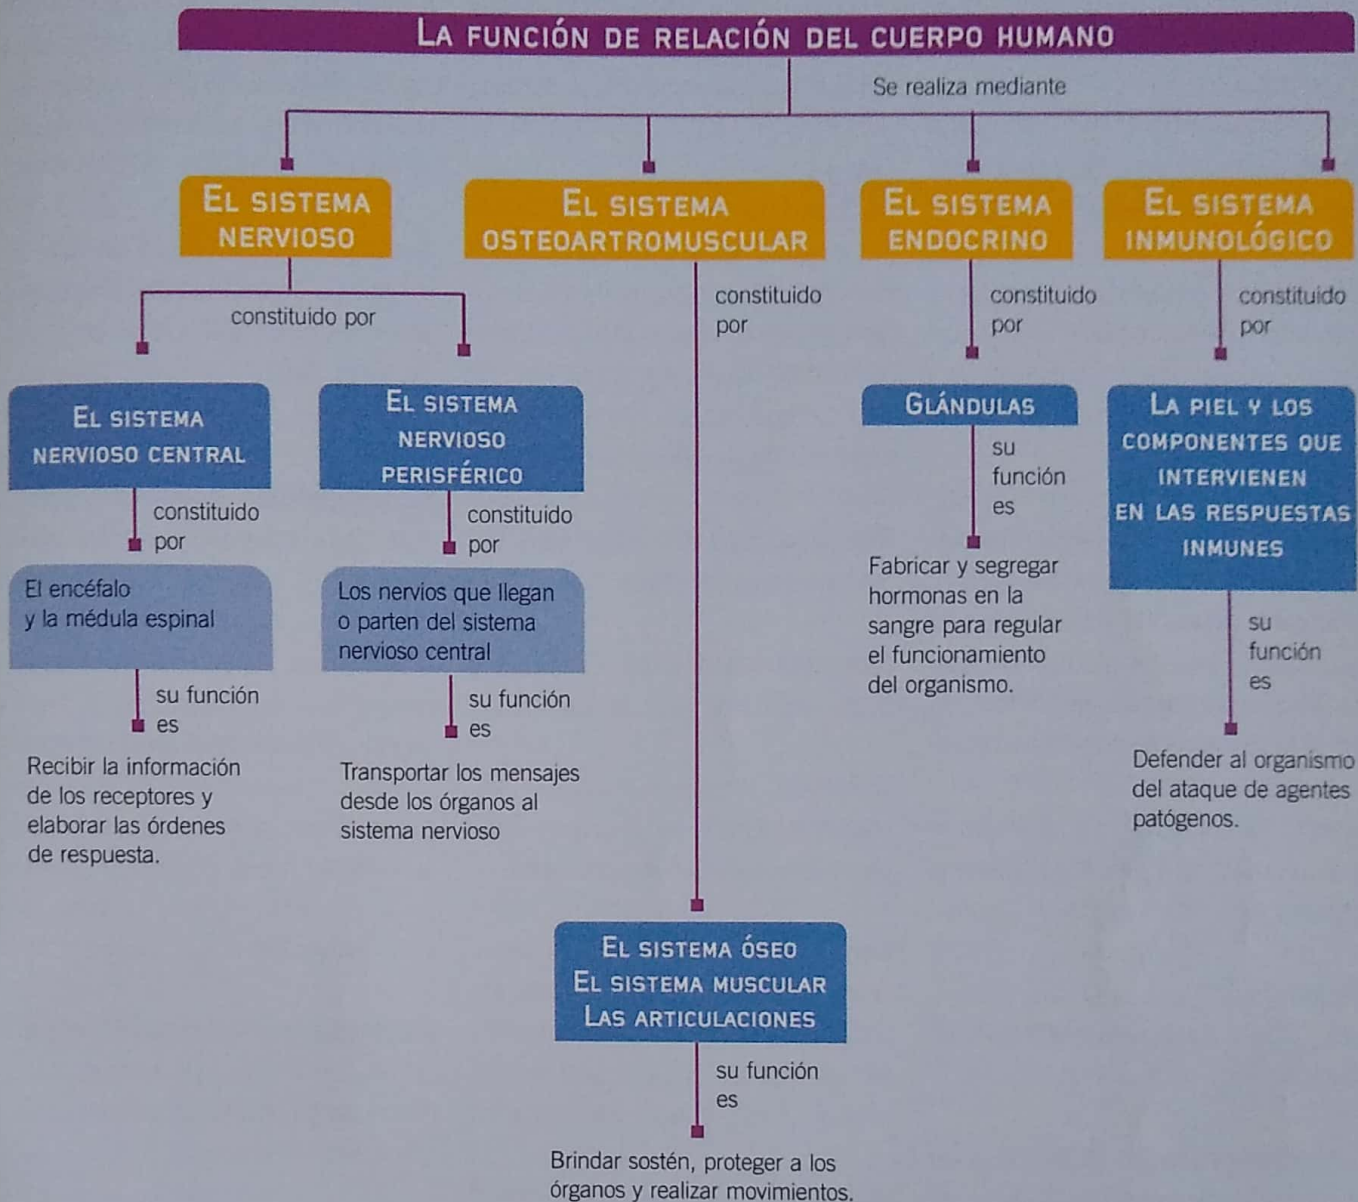 LA FUNCIÓN DE RELACIÓN DEL CUERPO HUMANO
Se realiza mediante
EL SISTEMA
NERVIOSO
EL SISTEMA
OSTEOARTROMUSCULAR
EL SISTEMA
ENDOCRINO
EL SISTEMA
INMUNOLÓGICO
constituido por
constituido
por
constituido
por
constituido
por
EL SISTEMA
NERVIOSO CENTRAL
EL SISTEMA
NERVIOSO
PERISFÉRICO
GLÁNDULAS
LA PIEL Y LOS
COMPONENTES QUE
INTERVIENEN
EN LAS RESPUESTAS
INMUNES
constituido
por
constituido
por
su
función
es
El encéfalo
y la médula espinal
Los nervios que llegan
o parten del sistema
nervioso central
Fabricar y segregar
hormonas en la
sangre para regular
el funcionamiento
del organismo.
su
función
es
su función
es
su función
es
Recibir la información
de los receptores y
elaborar las órdenes
de respuesta.
Transportar los mensajes
desde los órganos al
sistema nervioso
Defender al organismo
del ataque de agentes
patógenos.
EL SISTEMA ÓSEO
EL SISTEMA MUSCULAR
LAS ARTICULACIONES
su función
es
Brindar sostén, proteger a los
órganos y realizar movimientos.